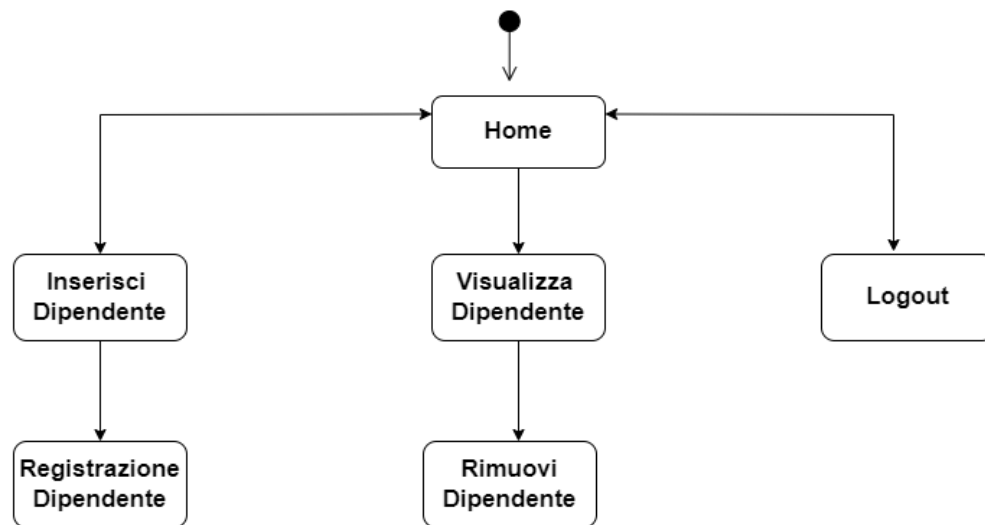 Home
Inserisci
Dipendente
Visualizza
Dipendente
Logout
Registrazione
Dipendente
Rimuovi
Dipendente